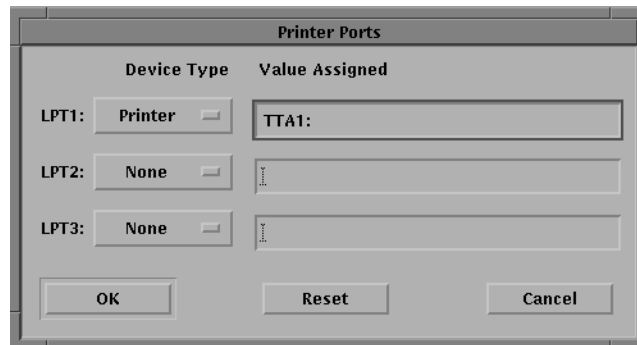 Printer Ports
Device Type Value Assigned
LPT1: Printer TTA1:
LPT2: None
LPT3: None
OK Reset Cancel